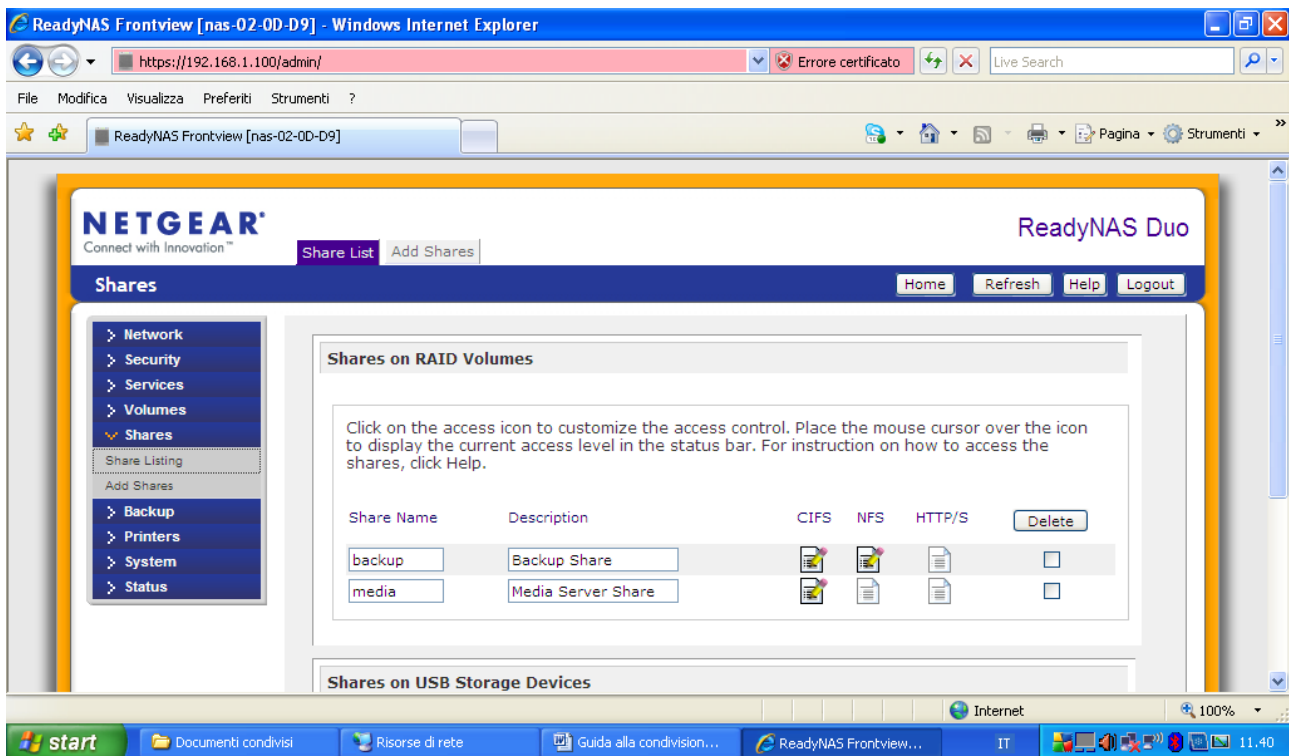 ReadyNAS Frontview [nas-02-0D-D9] - Windows Internet Explorer
https://192.168.1.100/admin/
Errore certificato
Live Search
File Modifica Visualizza Preferiti Strumenti ?
ReadyNAS Frontview [nas-02-0D-D9]
Pagina
Strumenti
NETGEAR
Connect with Innovation™
Share List
Add Shares
ReadyNAS Duo
Shares
Home
Refresh
Help
Logout
Network
Security
Services
Volumes
Shares
Share Listing
Add Shares
Backup
Printers
System
Status
Shares on RAID Volumes
Click on the access icon to customize the access control. Place the mouse cursor over the icon
to display the current access level in the status bar. For instruction on how to access the
shares, click Help.
Share Name Description CIFS NFS HTTP/S Delete
backup Backup Share
media Media Server Share
Shares on USB Storage Devices
Internet
100%
start
Documenti condivisi
Risorse di rete
Guida alla condivision...
ReadyNAS Frontview...
IT
11.40